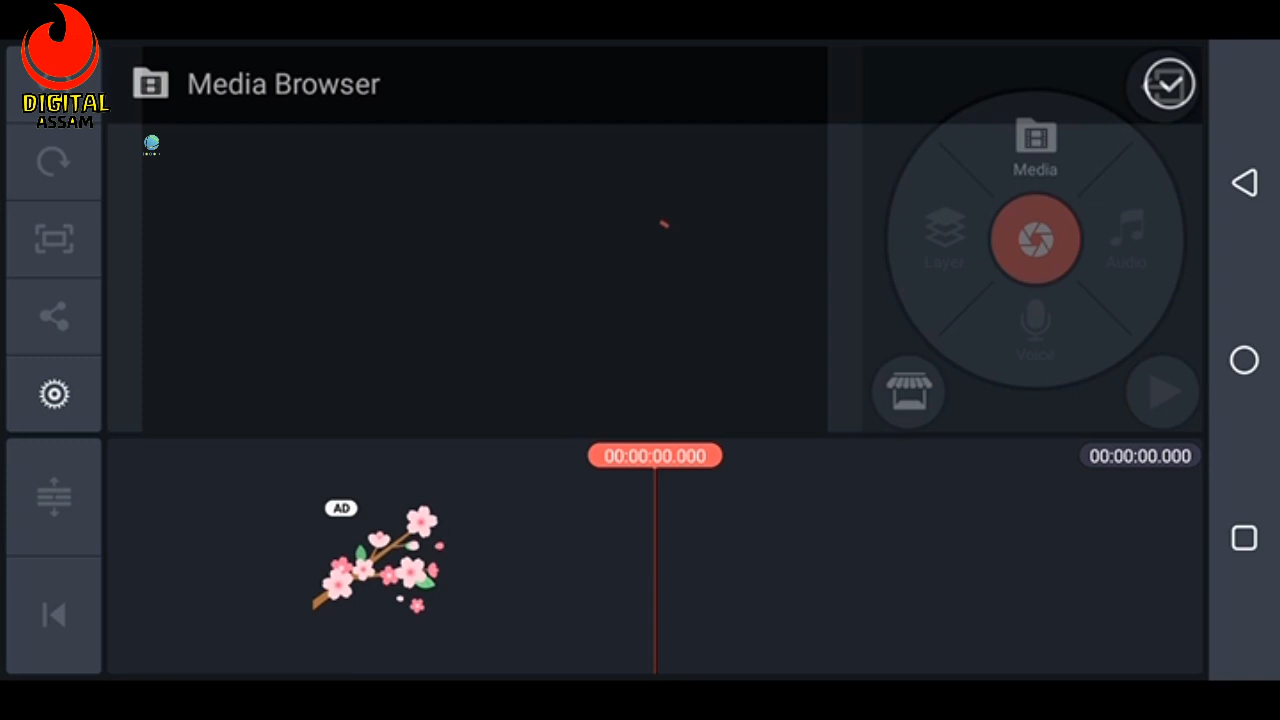 DIGITAL
ASSAM
Media Browser
Media
Layer
Audio
Voice
00:00:00.000
00:00:00.000
AD